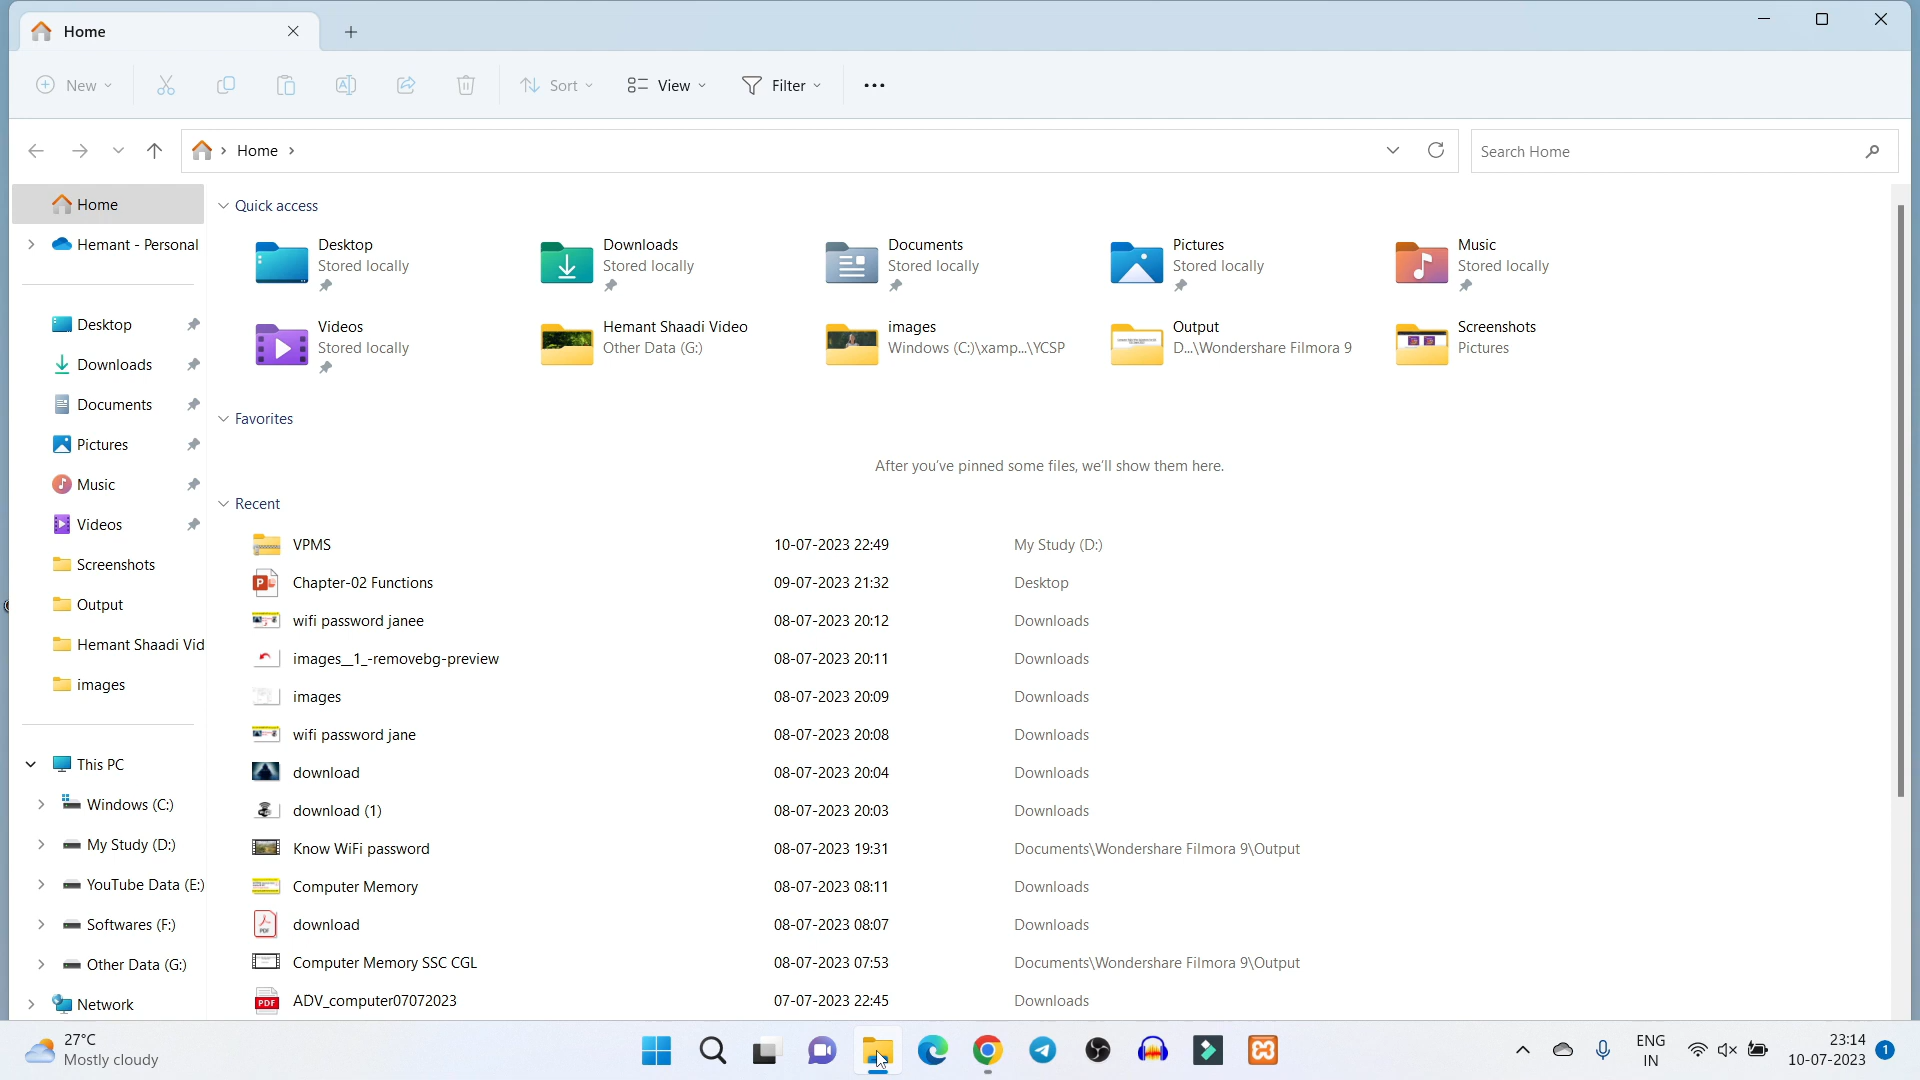 Home
New
Sort
View
Filter
Home
Search Home
Home
Hemant - Personal
Desktop
Downloads
Documents
Pictures
Music
Videos
Screenshots
Output
Hemant Shaadi Vid
images
This PC
Windows (C:)
My Study (D:)
YouTube Data (E:)
Softwares (F:)
Other Data (G:)
Network
Quick access
Desktop
Stored locally
Downloads
Stored locally
Documents
Stored locally
Pictures
Stored locally
Music
Stored locally
Videos
Stored locally
Hemant Shaadi Video
Other Data (G:)
images
Windows (C:)\xamp...\YCSP
Output
D...\Wondershare Filmora 9
Screenshots
Pictures
Favorites
After you've pinned some files, we'll show them here.
Recent
VPMS 10-07-2023 22:49 My Study (D:)
Chapter-02 Functions 09-07-2023 21:32 Desktop
wifi password janee 08-07-2023 20:12 Downloads
images__1_-removebg-preview 08-07-2023 20:11 Downloads
images 08-07-2023 20:09 Downloads
wifi password jane 08-07-2023 20:08 Downloads
download 08-07-2023 20:04 Downloads
download (1) 08-07-2023 20:03 Downloads
Know WiFi password 08-07-2023 19:31 Documents\Wondershare Filmora 9\Output
Computer Memory 08-07-2023 08:11 Downloads
download 08-07-2023 08:07 Downloads
Computer Memory SSC CGL 08-07-2023 07:53 Documents\Wondershare Filmora 9\Output
ADV_computer07072023 07-07-2023 22:45 Downloads
27°C
Mostly cloudy
ENG
IN
23:14
10-07-2023
1